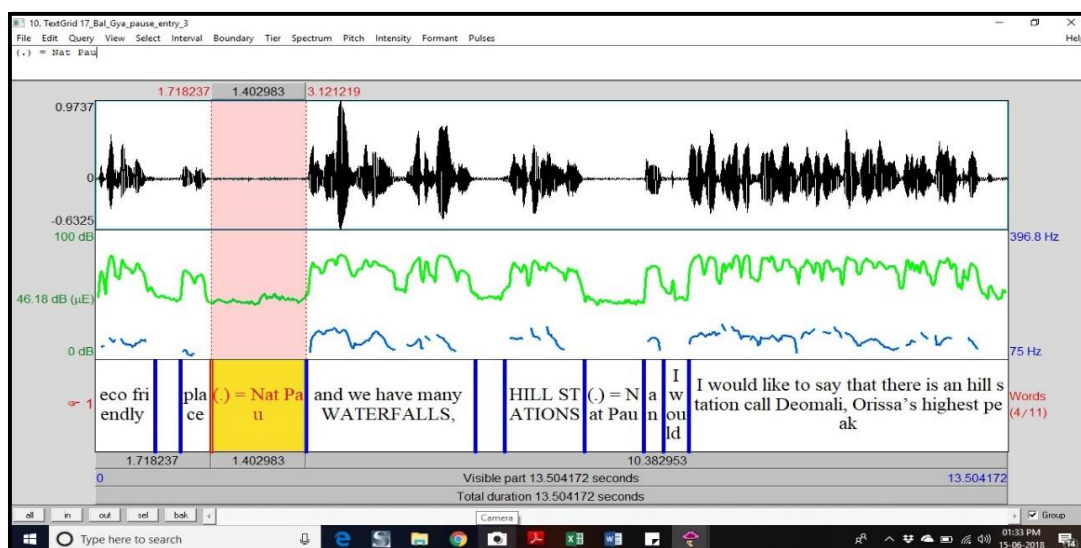 10. TextGrid 17_Bal_Gya_pause_entry_3
File Edit Query View Select Interval Boundary Tier Spectrum Pitch Intensity Formant Pulses Help
(.) = Nat Pau
1.718237 1.402983 3.121219
0.9737
0
-0.6325
100 dB 396.8 Hz
46.18 dB (µE)
0 dB 75 Hz
eco fri
endly
pla
ce
(.) = Nat Pa
u
and we have many
WATERFALLS,
HILL ST
ATIONS
(.) = N
at Pau
a
n
I
w
ou
ld
I would like to say that there is an hill s
tation call Deomali, Orissa's highest pe
ak
1
Words
(4/11)
1.718237 1.402983 10.382953
0 Visible part 13.504172 seconds 13.504172
Total duration 13.504172 seconds
all in out sel bak Group
Camera
Type here to search
01:33 PM
15-06-2018
14